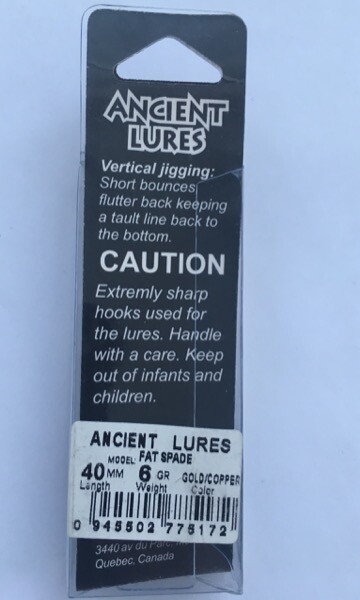 ANCIENT
LURES
Vertical jigging:
Short bounces,
flutter back keeping
a tault line back to
the bottom.
CAUTION
Extremly sharp
hooks used for
the lures. Handle
with a care. Keep
out of infants and
children.
ANCIENT LURES
MODEL: FAT SPADE
40 MM 6 GR GOLD/COPPER
Length Weight Color
0 945502 775172
3440 av du
Quebec, Canada